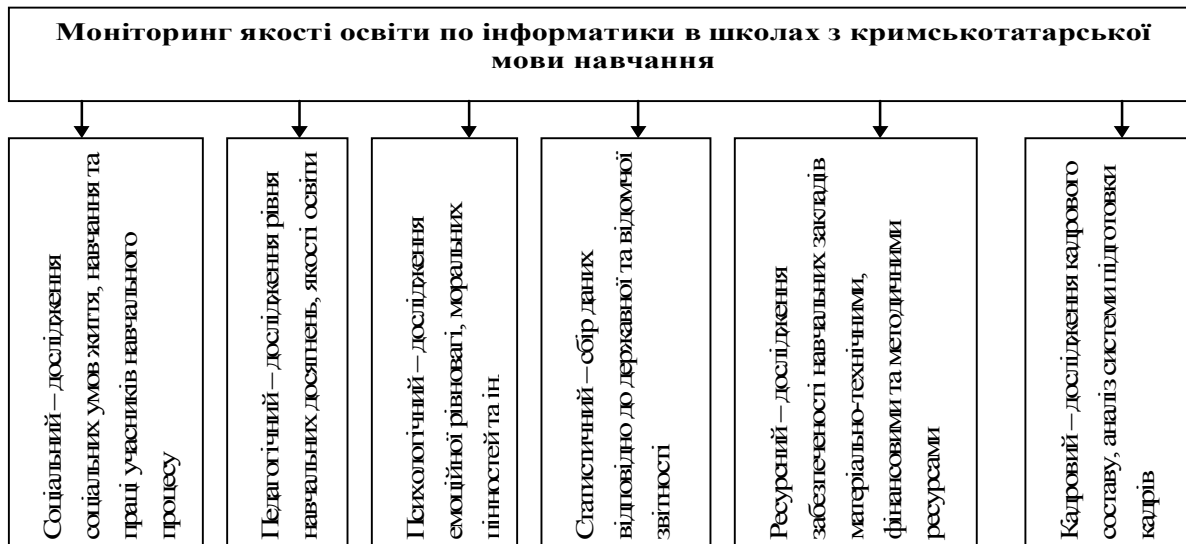 Моніторинг якості освіти по інформатики в школах з кримськотатарської
мови навчання
Соціальний – дослідження
соціальних умов життя, навчання та
праці учасників навчального
процесу
Педагогічний – дослідження рівня
навчальних досягнень, якості освіти
Психологічний – дослідження
емоційної рівновагі, моральних
цінностей та ін.
Статистичний – сбір даних
відповідно до державної та відомчої
звітності
Ресурсний – дослідження
забезпеченості навчальних закладів
матеріально-технічними,
фінансовими та методичними
ресурсами
Кадровий – дослідження кадрового
составу, аналіз системи підготовки
кадрів